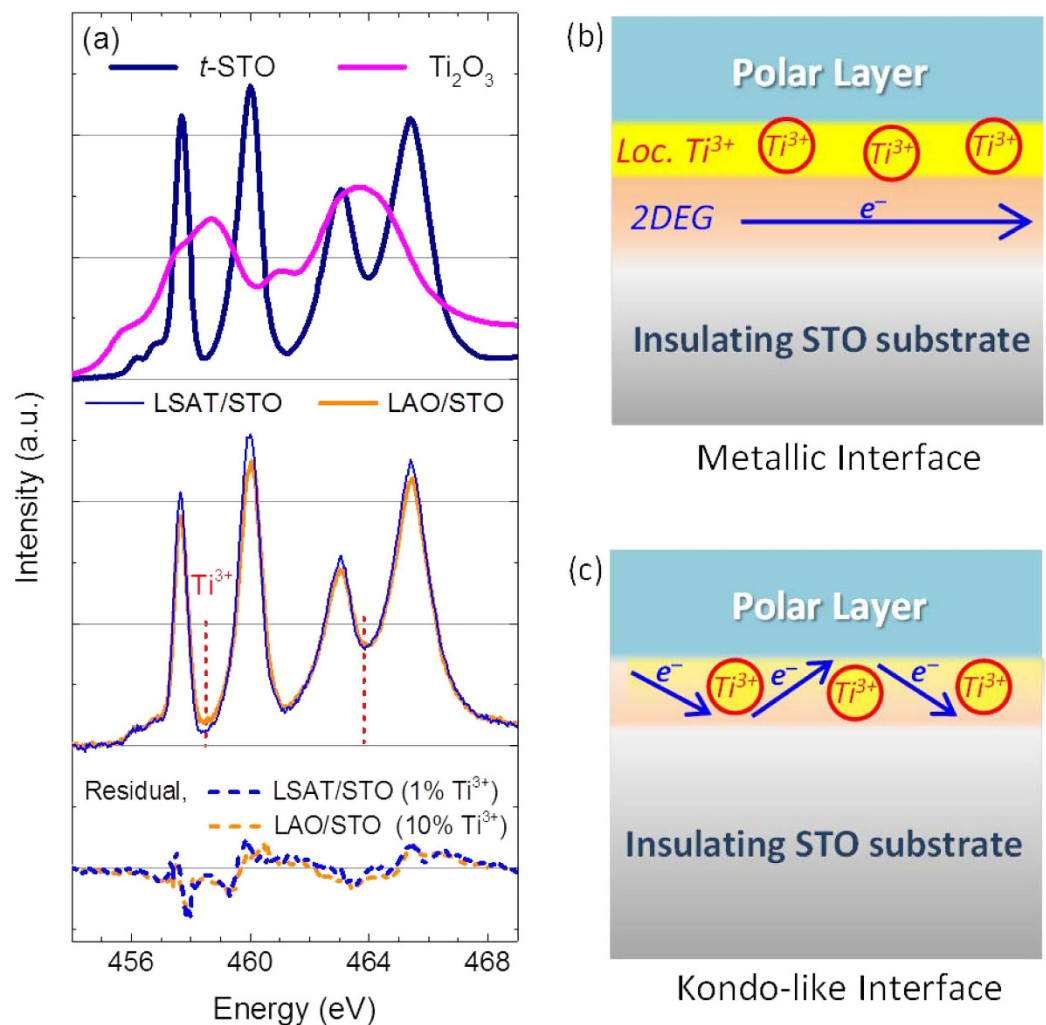 (a)
t-STO Ti₂O₃
LSAT/STO LAO/STO
Ti³⁺
Residual, LSAT/STO (1% Ti³⁺)
LAO/STO (10% Ti³⁺)
Intensity (a.u.)
456 460 464 468
Energy (eV)
(b)
Polar Layer
Loc. Ti³⁺ Ti³⁺ Ti³⁺ Ti³⁺
2DEG e⁻
Insulating STO substrate
Metallic Interface
(c)
Polar Layer
e⁻ Ti³⁺ e⁻ Ti³⁺ e⁻ Ti³⁺
Insulating STO substrate
Kondo-like Interface